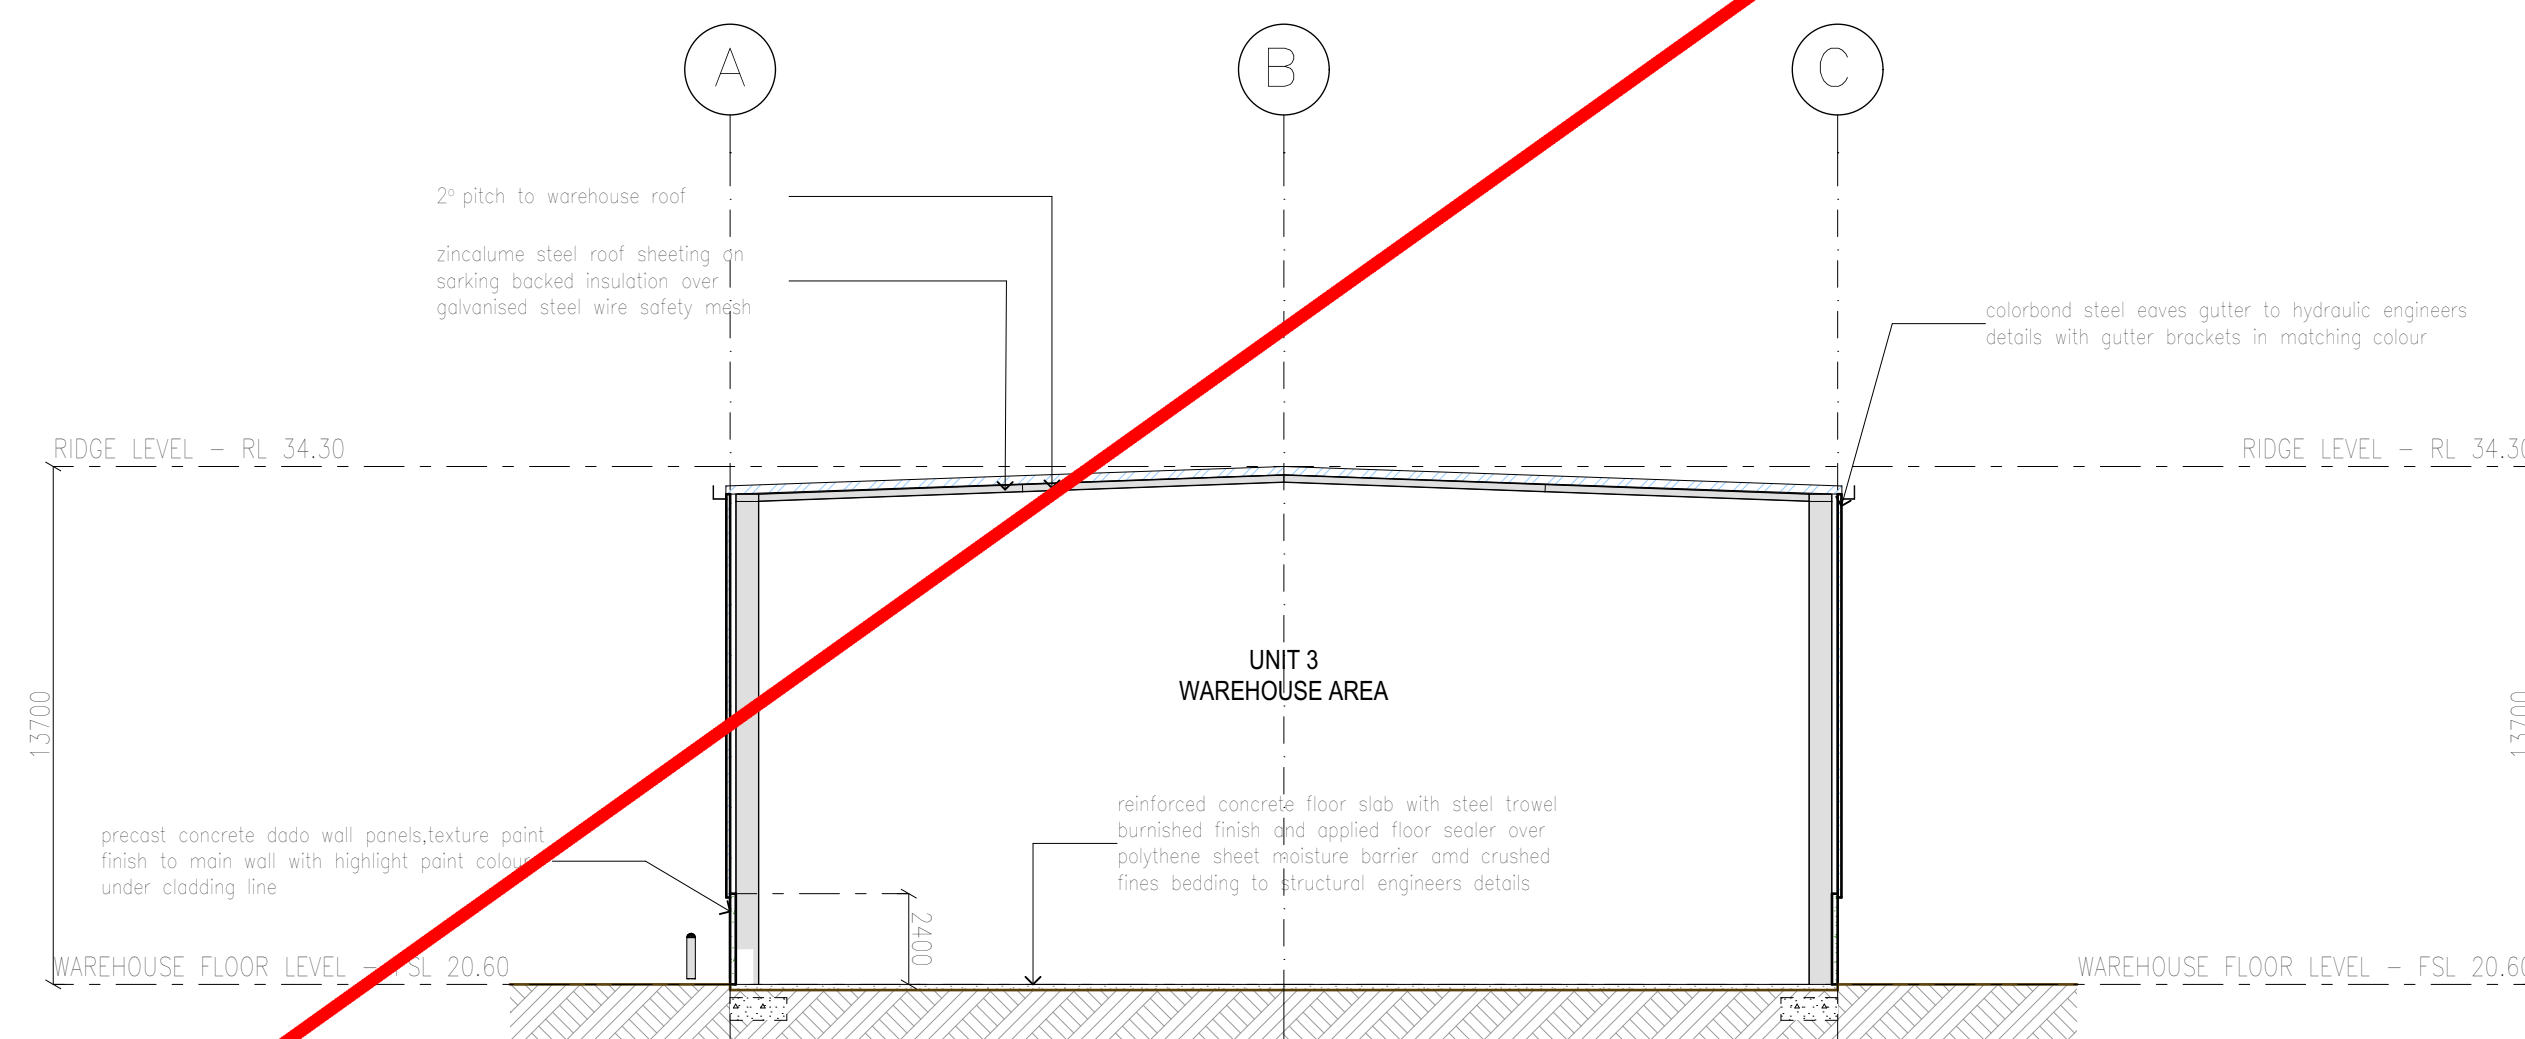 A
B
C
2° pitch to warehouse roof
zincalume steel roof sheeting on
sarking backed insulation over
galvanised steel wire safety mesh
colorbond steel eaves gutter to hydraulic engineers
details with gutter brackets in matching colour
RIDGE LEVEL – RL 34.30
RIDGE LEVEL – RL 34.30
13700
13700
UNIT 3
WAREHOUSE AREA
precast concrete dado wall panels,texture paint
finish to main wall with highlight paint colour
under cladding line
reinforced concrete floor slab with steel trowel
burnished finish and applied floor sealer over
polythene sheet moisture barrier amd crushed
fines bedding to structural engineers details
2400
WAREHOUSE FLOOR LEVEL – FSL 20.60
WAREHOUSE FLOOR LEVEL – FSL 20.60